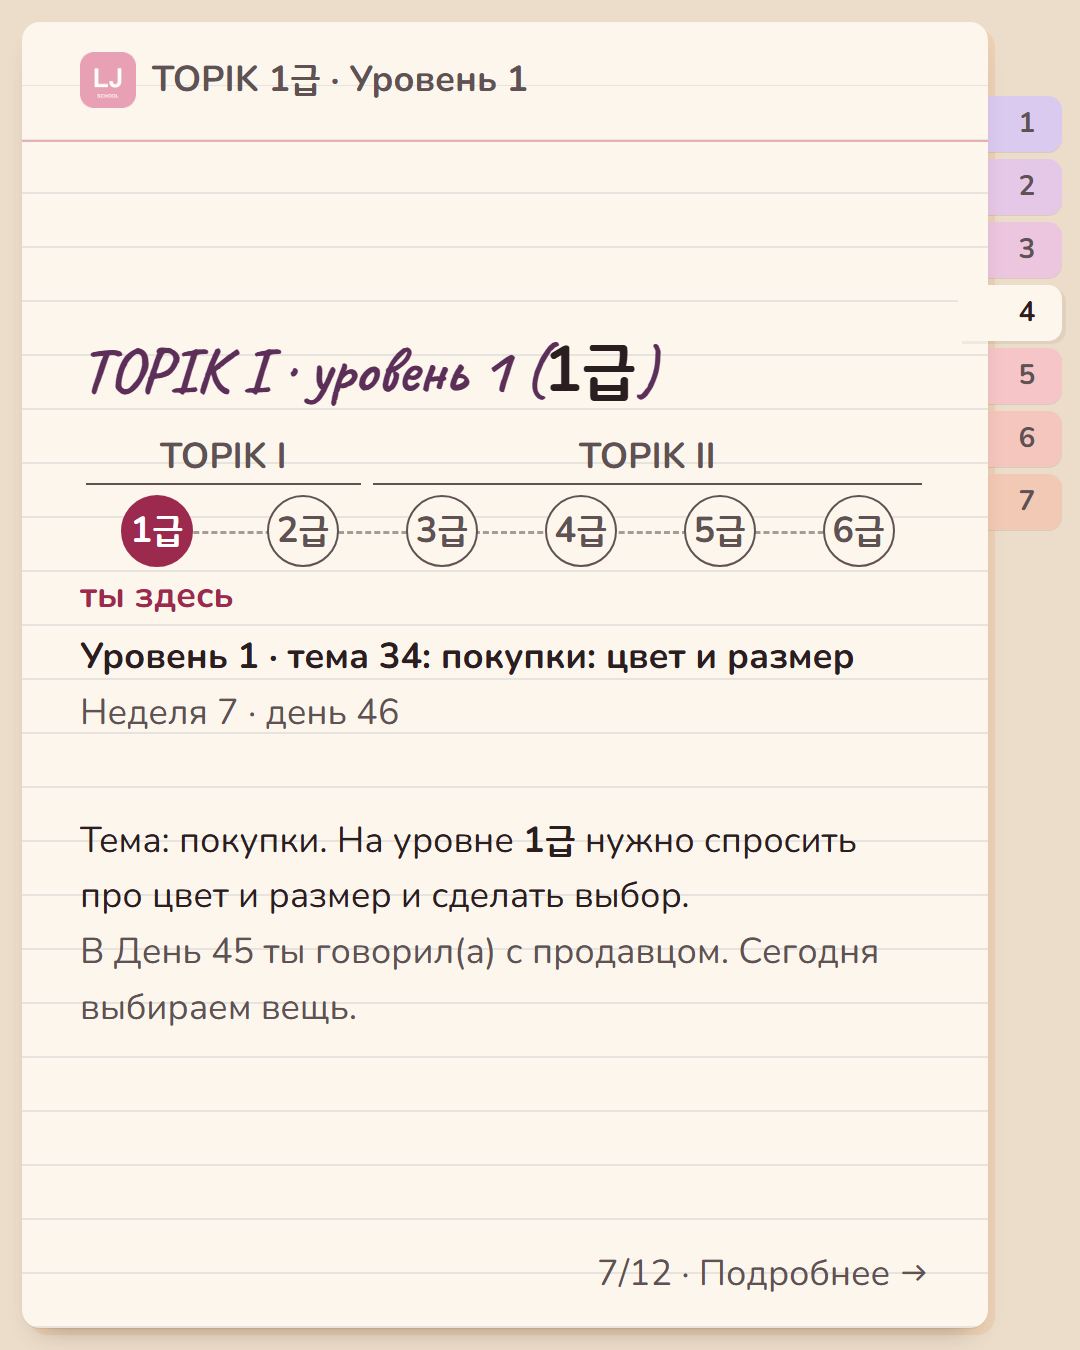 LJ
SCHOOL
TOPIK 1급 · Уровень 1
1
2
3
4
5
6
7
TOPIK I · уровень 1 (1급)
TOPIK I
TOPIK II
1급
2급
3급
4급
5급
6급
ты здесь
Уровень 1 · тема 34: покупки: цвет и размер
Неделя 7 · день 46
Тема: покупки. На уровне 1급 нужно спросить
про цвет и размер и сделать выбор.
В День 45 ты говорил(а) с продавцом. Сегодня
выбираем вещь.
7/12 · Подробнее →